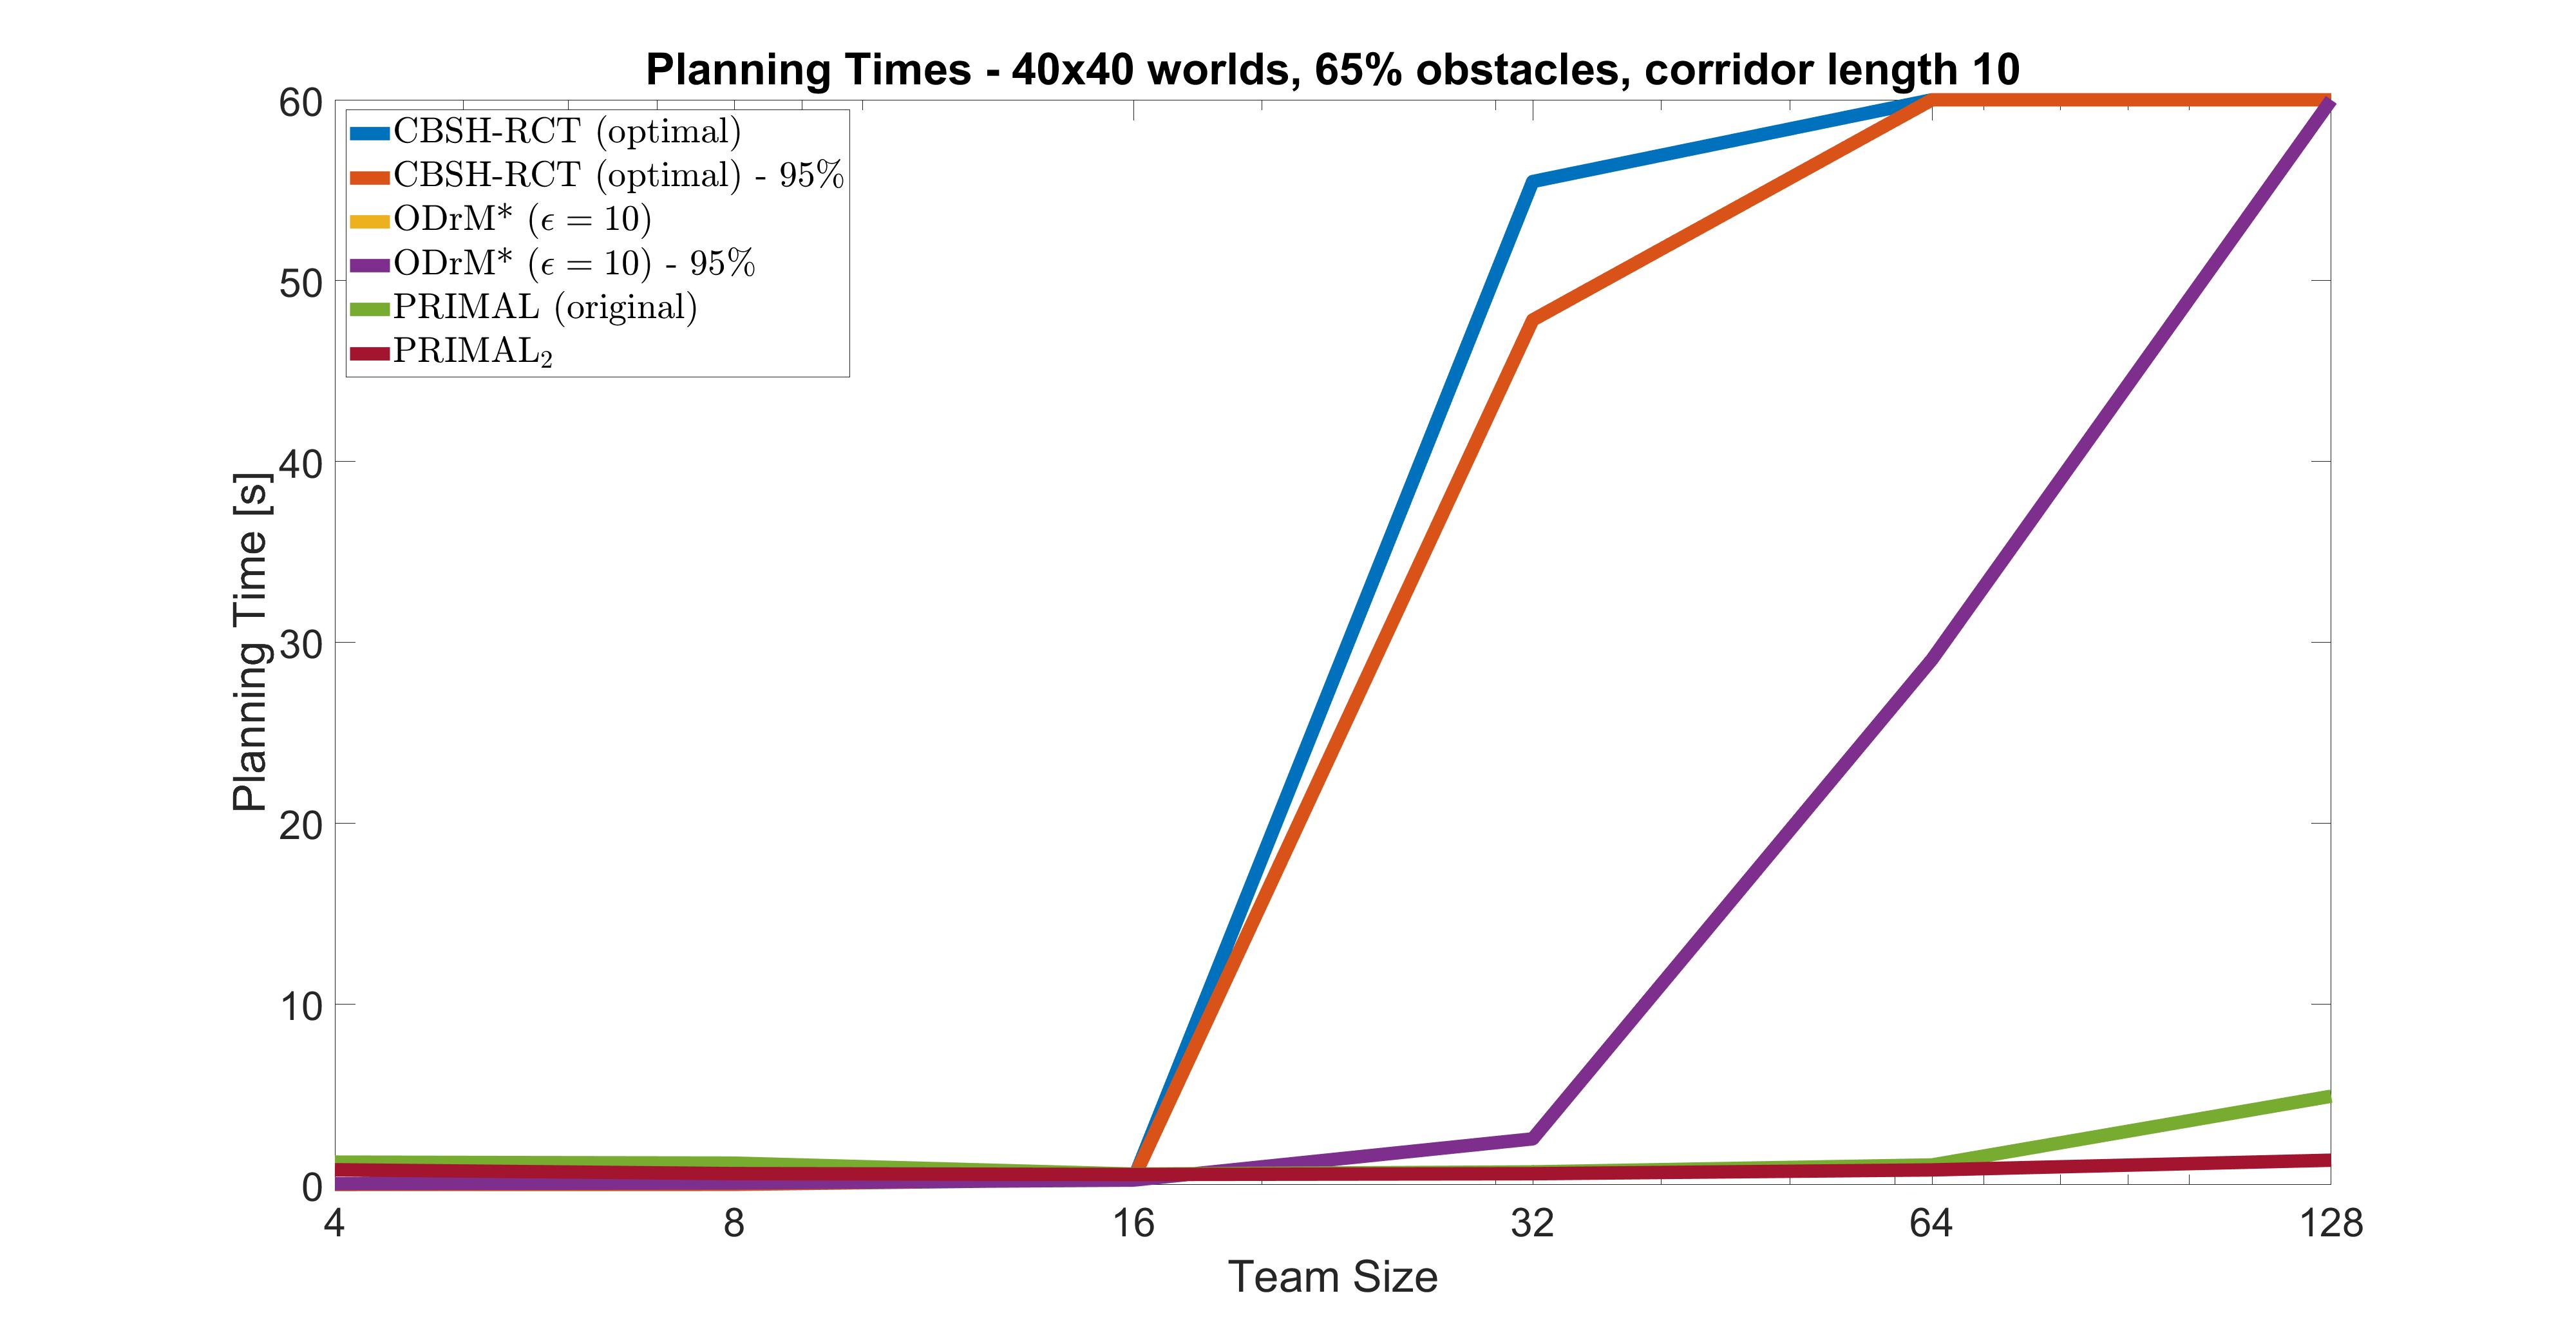 Planning Times - 40x40 worlds, 65% obstacles, corridor length 10
60
50
40
30
20
10
0
Planning Time [s]
CBSH-RCT (optimal)
CBSH-RCT (optimal) - 95%
ODrM* (ϵ = 10)
ODrM* (ϵ = 10) - 95%
PRIMAL (original)
PRIMAL₂
4 8 16 32 64 128
Team Size